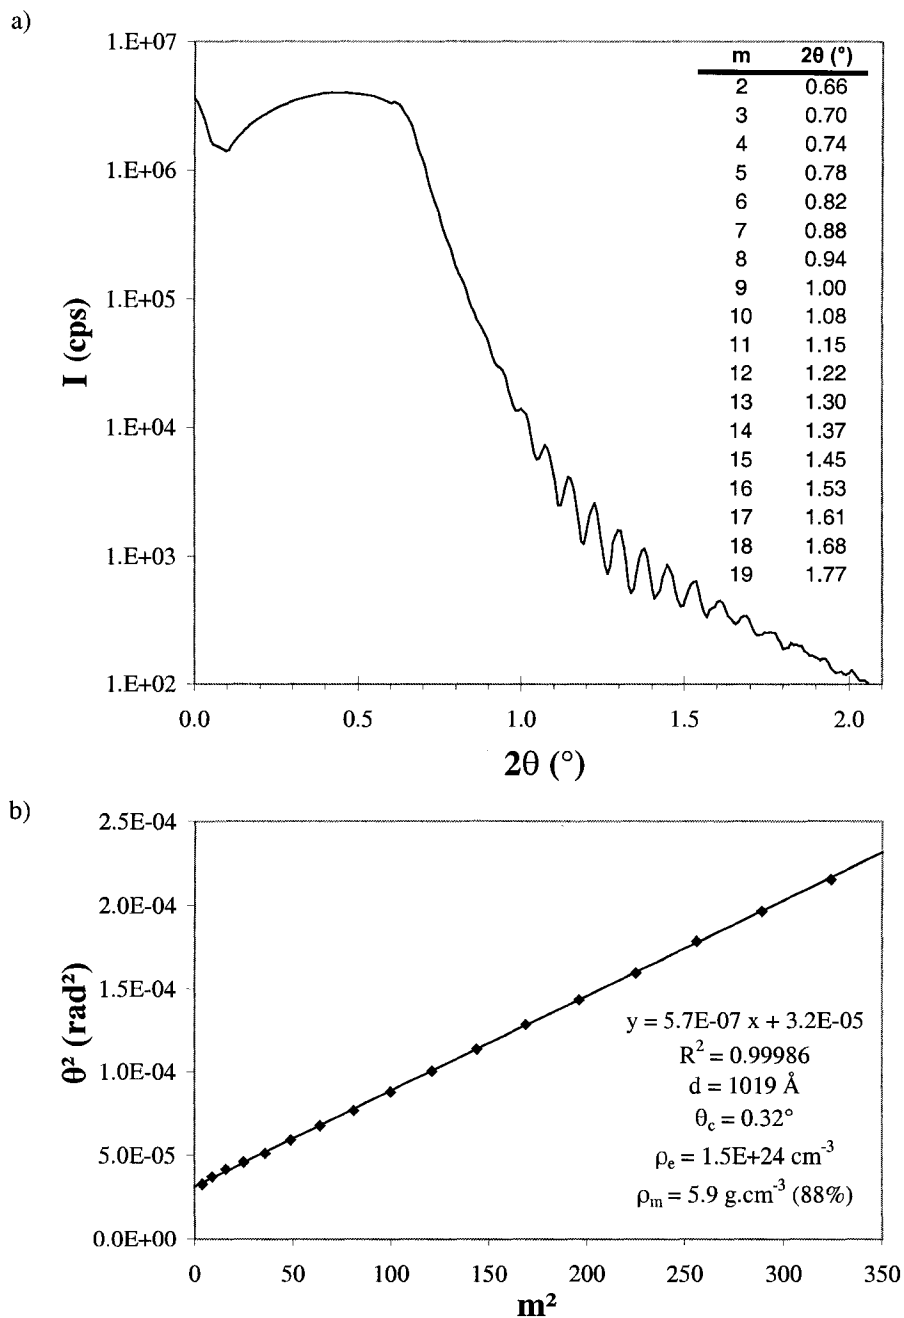 a)
1.E+07
1.E+06
1.E+05
1.E+04
1.E+03
1.E+02
I (cps)
0.0 0.5 1.0 1.5 2.0
2θ (°)
m 2θ (°)
2 0.66
3 0.70
4 0.74
5 0.78
6 0.82
7 0.88
8 0.94
9 1.00
10 1.08
11 1.15
12 1.22
13 1.30
14 1.37
15 1.45
16 1.53
17 1.61
18 1.68
19 1.77
b)
2.5E-04
2.0E-04
1.5E-04
1.0E-04
5.0E-05
0.0E+00
θ² (rad²)
y = 5.7E-07 x + 3.2E-05
R² = 0.99986
d = 1019 Å
θc = 0.32°
ρe = 1.5E+24 cm⁻³
ρm = 5.9 g.cm⁻³ (88%)
0 50 100 150 200 250 300 350
m²